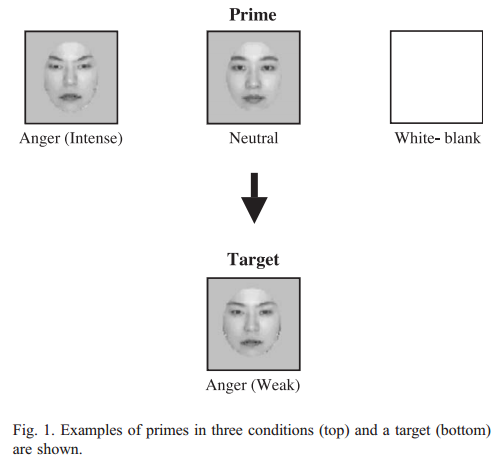 Prime
Anger (Intense)
Neutral
White- blank
Target
Anger (Weak)
Fig. 1. Examples of primes in three conditions (top) and a target (bottom)
are shown.